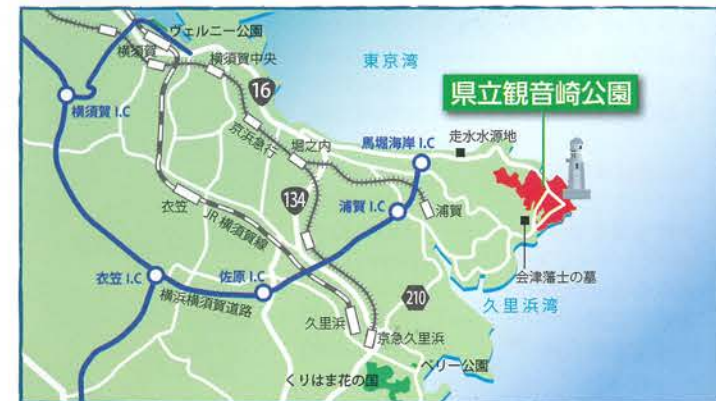 ヴェルニー公園
横須賀
横須賀中央
東京湾
16
県立観音崎公園
横須賀 I.C
京浜急行
堀之内
馬堀海岸 I.C
走水水源地
134
衣笠
JR横須賀線
浦賀 I.C
浦賀
衣笠 I.C
佐原 I.C
横浜横須賀道路
210
会津藩士の墓
久里浜湾
久里浜
京急久里浜
ペリー公園
くりはま花の国